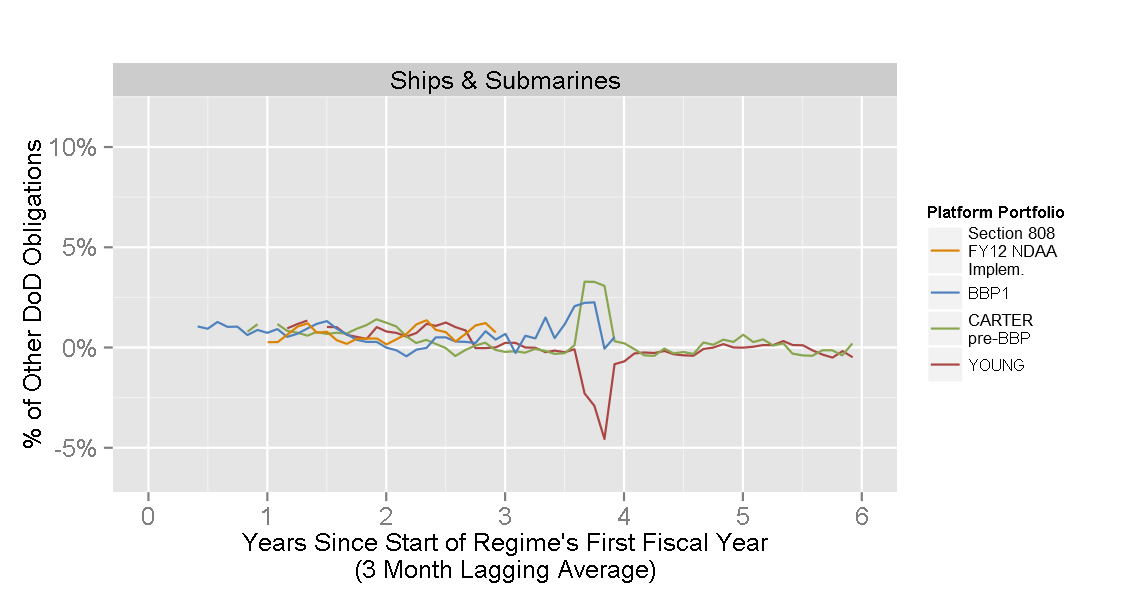 Ships & Submarines
% of Other DoD Obligations
10%
5%
0%
-5%
0 1 2 3 4 5 6
Years Since Start of Regime's First Fiscal Year
(3 Month Lagging Average)
Platform Portfolio
Section 808
FY12 NDAA
Implem.
BBP1
CARTER
pre-BBP
YOUNG